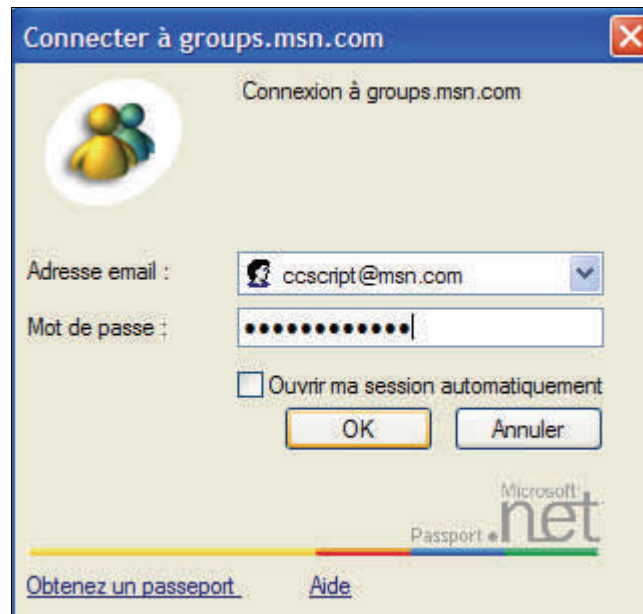 Connecter à groups.msn.com
Connexion à groups.msn.com
Adresse email : ccscript@msn.com
Mot de passe : ●●●●●●●●●●●●
Ouvrir ma session automatiquement
OK Annuler
Microsoft
Passport .net
Obtenez un passeport Aide